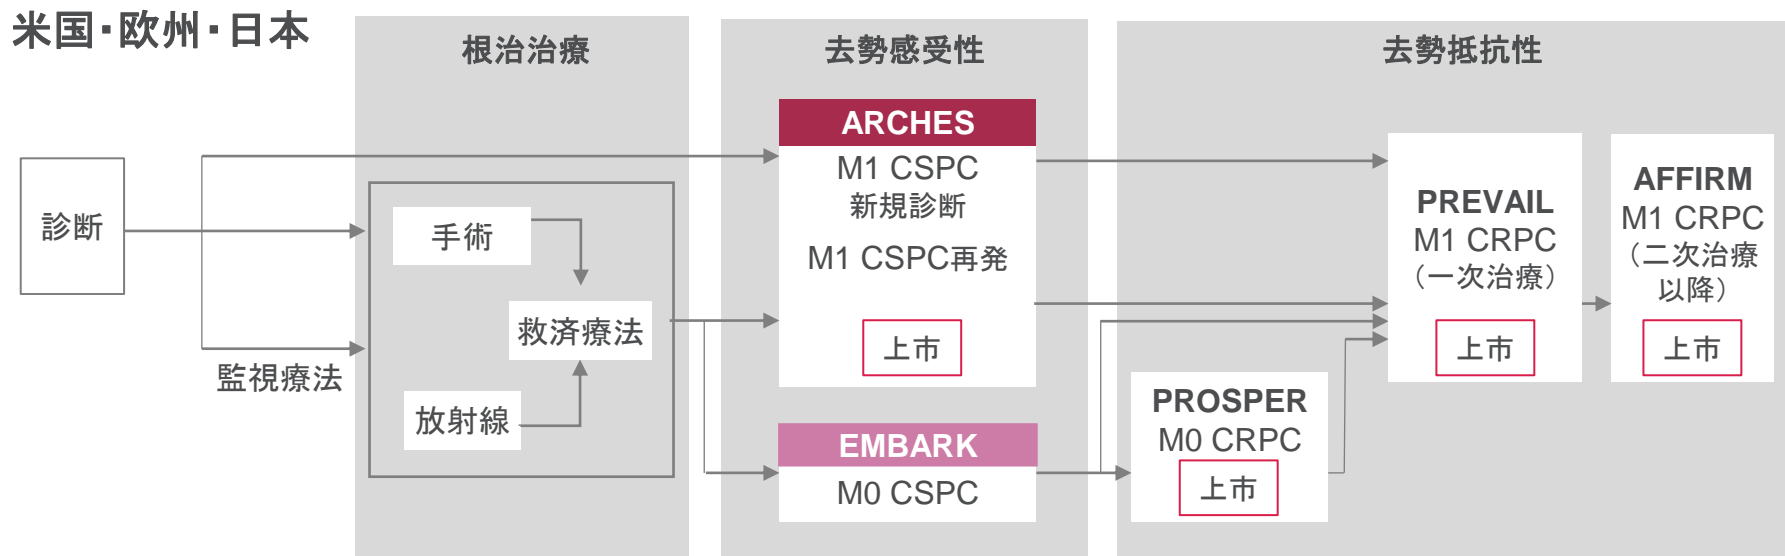 米国・欧州・日本
根治治療
去勢感受性
去勢抵抗性
診断
監視療法
手術
救済療法
放射線
ARCHES
M1 CSPC
新規診断
M1 CSPC再発
上市
EMBARK
M0 CSPC
PROSPER
M0 CRPC
上市
PREVAIL
M1 CRPC
（一次治療）
上市
AFFIRM
M1 CRPC
（二次治療
以降）
上市